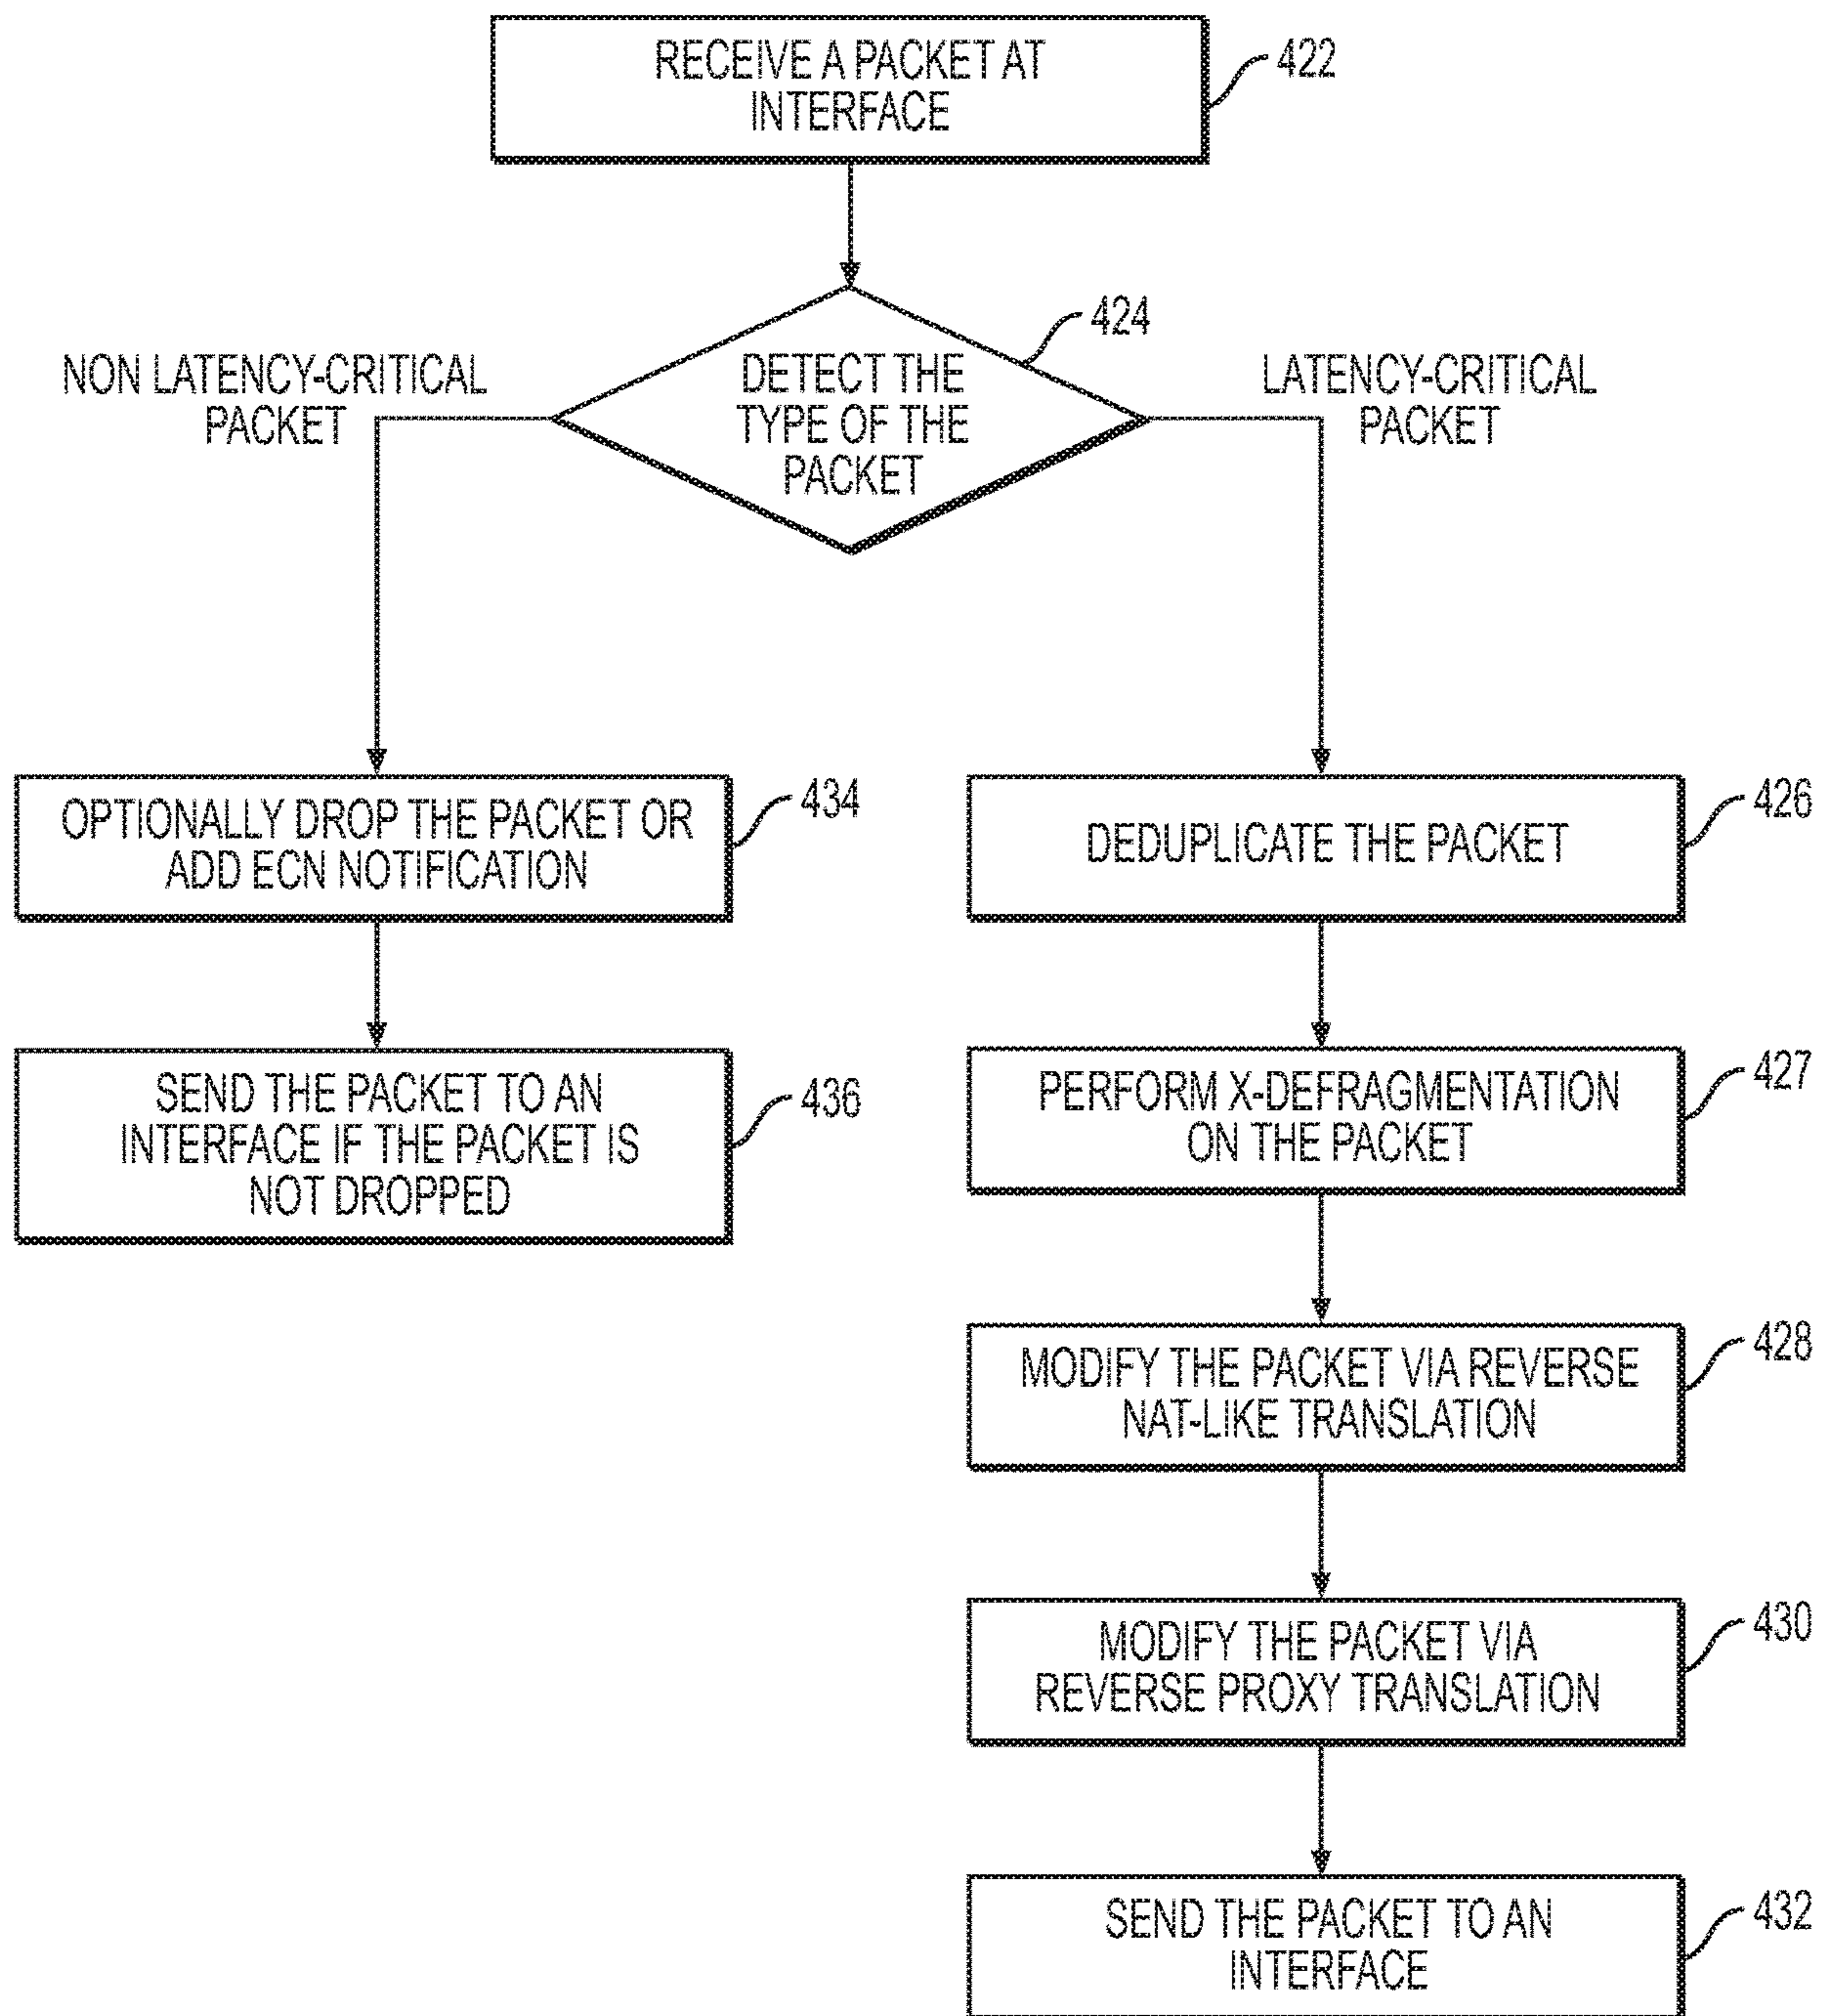 RECEIVE A PACKET AT
INTERFACE
422
424
NON LATENCY-CRITICAL
PACKET
DETECT THE
TYPE OF THE
PACKET
LATENCY-CRITICAL
PACKET
OPTIONALLY DROP THE PACKET OR
ADD ECN NOTIFICATION
434
DEDUPLICATE THE PACKET
426
SEND THE PACKET TO AN
INTERFACE IF THE PACKET IS
NOT DROPPED
436
PERFORM X-DEFRAGMENTATION
ON THE PACKET
427
MODIFY THE PACKET VIA REVERSE
NAT-LIKE TRANSLATION
428
MODIFY THE PACKET VIA
REVERSE PROXY TRANSLATION
430
SEND THE PACKET TO AN
INTERFACE
432